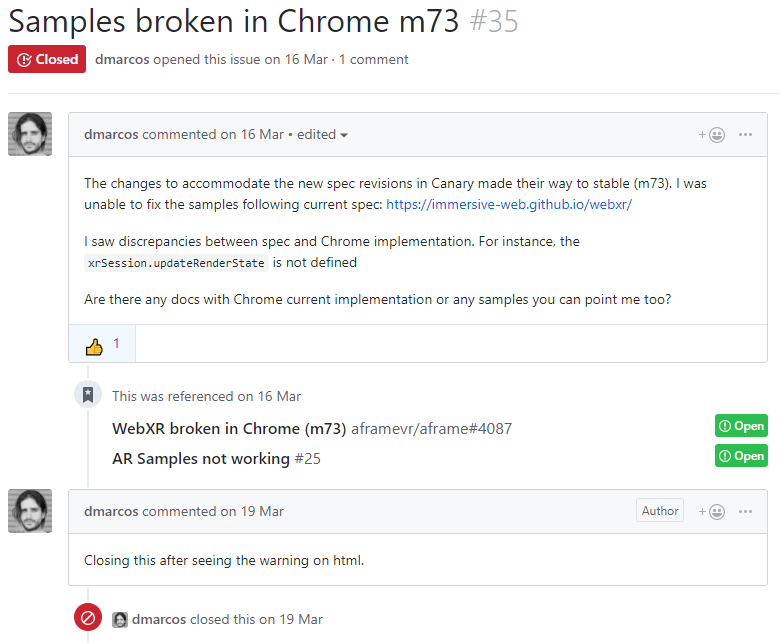 Samples broken in Chrome m73 #35
Closed dmarcos opened this issue on 16 Mar · 1 comment
dmarcos commented on 16 Mar • edited
The changes to accommodate the new spec revisions in Canary made their way to stable (m73). I was
unable to fix the samples following current spec: https://immersive-web.github.io/webxr/
I saw discrepancies between spec and Chrome implementation. For instance, the
xrSession.updateRenderState is not defined
Are there any docs with Chrome current implementation or any samples you can point me too?
1
This was referenced on 16 Mar
WebXR broken in Chrome (m73) aframevr/aframe#4087 Open
AR Samples not working #25 Open
dmarcos commented on 19 Mar Author
Closing this after seeing the warning on html.
dmarcos closed this on 19 Mar